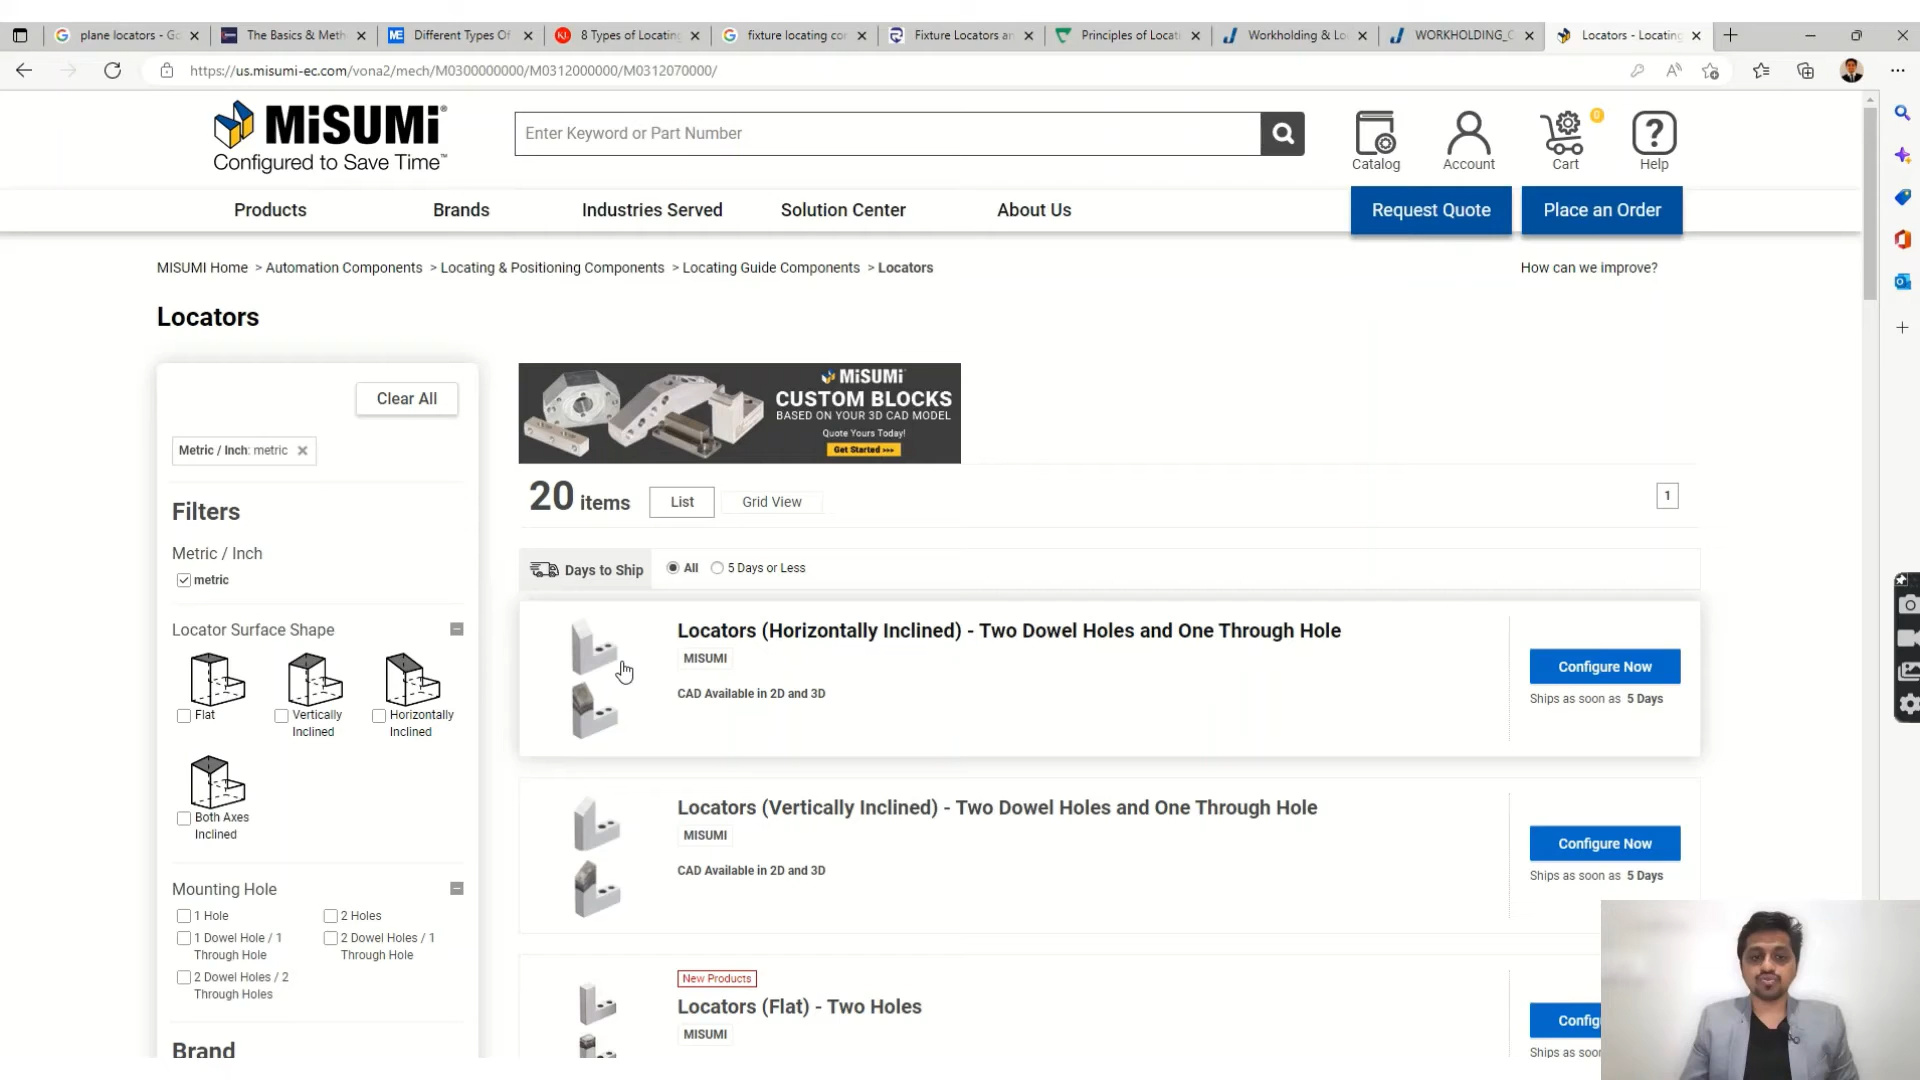 plane locators - Go
The Basics & Meth
ME Different Types Of
8 Types of Locating
fixture locating co
Fixture Locators an
Principles of Locati
Workholding & Lo
WORKHOLDING_C
Locators - Locating
https://us.misumi-ec.com/vona2/mech/M0300000000/M0312000000/M0312070000/
MiSUMi
Configured to Save Time™
Enter Keyword or Part Number
Catalog
Account
0
Cart
Help
Products
Brands
Industries Served
Solution Center
About Us
Request Quote
Place an Order
MISUMI Home > Automation Components > Locating & Positioning Components > Locating Guide Components > Locators
How can we improve?
Locators
Clear All
Metric / Inch: metric
Filters
Metric / Inch
metric
Locator Surface Shape
Flat
Vertically Inclined
Horizontally Inclined
Both Axes Inclined
Mounting Hole
1 Hole
2 Holes
1 Dowel Hole / 1 Through Hole
2 Dowel Holes / 1 Through Hole
2 Dowel Holes / 2 Through Holes
Brand
MiSUMi
CUSTOM BLOCKS
BASED ON YOUR 3D CAD MODEL
Quote Yours Today!
Get Started >>>
20 items
List
Grid View
1
Days to Ship
All
5 Days or Less
Locators (Horizontally Inclined) - Two Dowel Holes and One Through Hole
MISUMI
CAD Available in 2D and 3D
Configure Now
Ships as soon as 5 Days
Locators (Vertically Inclined) - Two Dowel Holes and One Through Hole
MISUMI
CAD Available in 2D and 3D
Configure Now
Ships as soon as 5 Days
New Products
Locators (Flat) - Two Holes
MISUMI
Config
Ships as soo